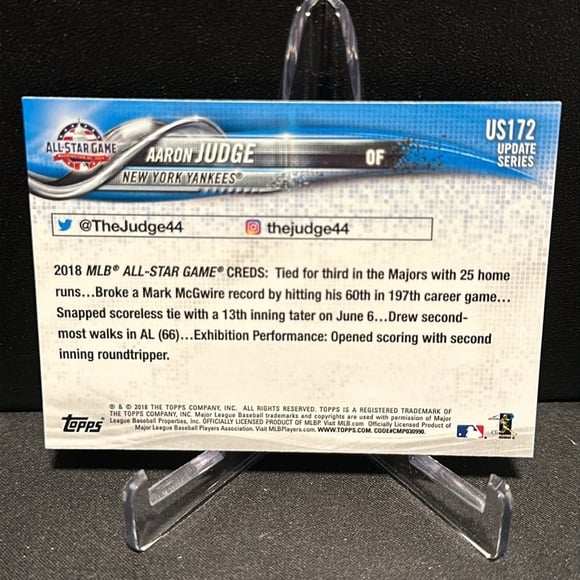 US172
UPDATE
SERIES
ALL-STAR GAME
AARON JUDGE OF
NEW YORK YANKEES®
@TheJudge44 thejudge44
2018 MLB® ALL-STAR GAME® CREDS: Tied for third in the Majors with 25 home
runs...Broke a Mark McGwire record by hitting his 60th in 197th career game...
Snapped scoreless tie with a 13th inning tater on June 6...Drew second-
most walks in AL (66)...Exhibition Performance: Opened scoring with second
inning roundtripper.
® & © 2018 THE TOPPS COMPANY, INC. ALL RIGHTS RESERVED. TOPPS IS A REGISTERED TRADEMARK OF
THE TOPPS COMPANY, INC. Major League Baseball trademarks and copyrights are used with permission of Major
League Baseball Properties, Inc. OFFICIALLY LICENSED PRODUCT OF MLBP. Visit MLB.com Officially Licensed Product of
Major League Baseball Players Association. Visit MLBPlayers.com. WWW.TOPPS.COM. CODE#CMP030990.
Topps